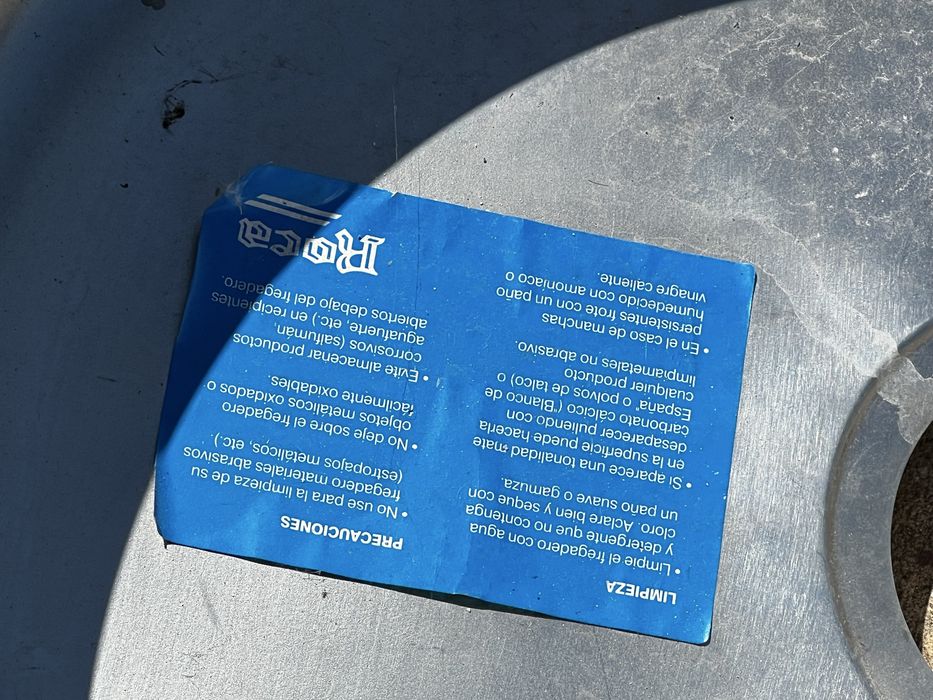 LIMPIEZA
• Limpie el fregadero con agua
y detergente que no contenga
cloro. Aclare bien y seque con
un paño suave o gamuza.
• Si aparece una tonalidad mate
en la superficie puede hacerla
desaparecer puliendo con
Carbonato cálcico ("Blanco de
España" o polvos de talco) o
cualquier producto
limpiametales no abrasivo.
• En el caso de manchas
persistentes frote con un paño
humedecido con amoniaco o
vinagre caliente.
PRECAUCIONES
• No use para la limpieza de su
fregadero materiales abrasivos
(estropajos metálicos, etc.).
• No deje sobre el fregadero
objetos metálicos oxidados o
fácilmente oxidables.
• Evite almacenar productos
corrosivos (salfumán,
aguafuerte, etc.) en recipientes
abiertos debajo del fregadero.
Roca